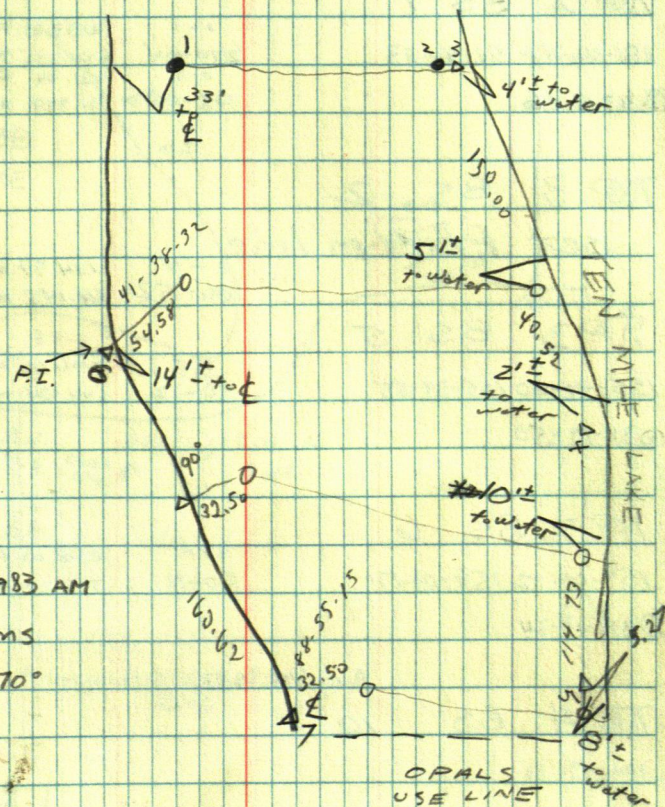 1
2
3
33'
to
℄
4'± to
water
150.00
41-38-32
54.58
5'±
to water
40.52
TEN MILE LAKE
P.I.
6
14'± to ℄
2'±
to
water
4
90°
32.50
10'±
to water
983 AM
ms
70°
160.62
88-55-15
32.50
℄
7
5
5.27
8'±
to
water
OPALS
USE LINE